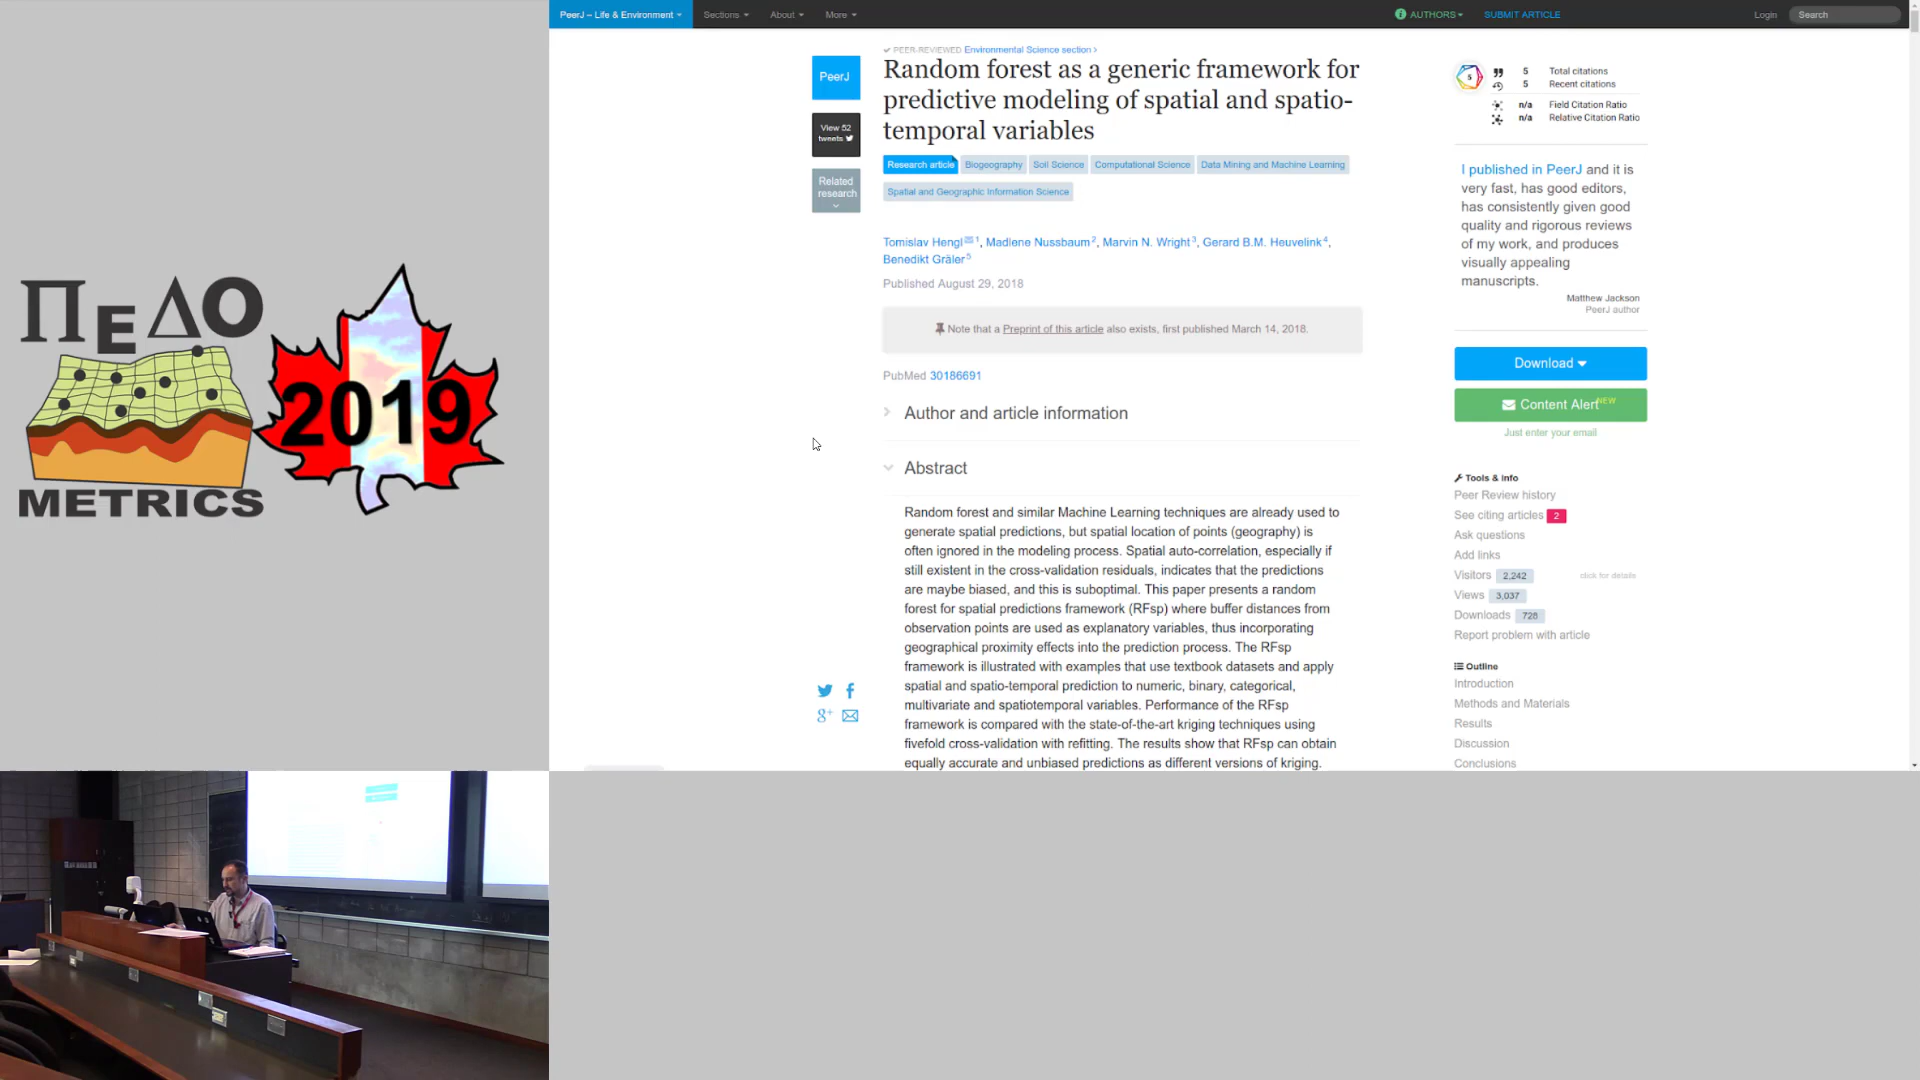 ΠΕΔΟ
METRICS
2019
PeerJ – Life & Environment
Sections
About
More
AUTHORS
SUBMIT ARTICLE
Login
Search
PeerJ
View 52
tweets
Related
research
PEER-REVIEWED Environmental Science section
Random forest as a generic framework for
predictive modeling of spatial and spatio-
temporal variables
Research article Biogeography Soil Science Computational Science Data Mining and Machine Learning
Spatial and Geographic Information Science
Tomislav Hengl 1, Madlene Nussbaum 2, Marvin N. Wright 3, Gerard B.M. Heuvelink 4,
Benedikt Gräler 5
Published August 29, 2018
Note that a Preprint of this article also exists, first published March 14, 2018.
PubMed 30186691
Author and article information
Abstract
Random forest and similar Machine Learning techniques are already used to
generate spatial predictions, but spatial location of points (geography) is
often ignored in the modeling process. Spatial auto-correlation, especially if
still existent in the cross-validation residuals, indicates that the predictions
are maybe biased, and this is suboptimal. This paper presents a random
forest for spatial predictions framework (RFsp) where buffer distances from
observation points are used as explanatory variables, thus incorporating
geographical proximity effects into the prediction process. The RFsp
framework is illustrated with examples that use textbook datasets and apply
spatial and spatio-temporal prediction to numeric, binary, categorical,
multivariate and spatiotemporal variables. Performance of the RFsp
framework is compared with the state-of-the-art kriging techniques using
fivefold cross-validation with refitting. The results show that RFsp can obtain
equally accurate and unbiased predictions as different versions of kriging.
5
5 Total citations
5 Recent citations
n/a Field Citation Ratio
n/a Relative Citation Ratio
I published in PeerJ and it is
very fast, has good editors,
has consistently given good
quality and rigorous reviews
of my work, and produces
visually appealing
manuscripts.
Matthew Jackson
PeerJ author
Download
Content Alert NEW
Just enter your email
Tools & info
Peer Review history
See citing articles 2
Ask questions
Add links
Visitors 2,242 click for details
Views 3,037
Downloads 728
Report problem with article
Outline
Introduction
Methods and Materials
Results
Discussion
Conclusions